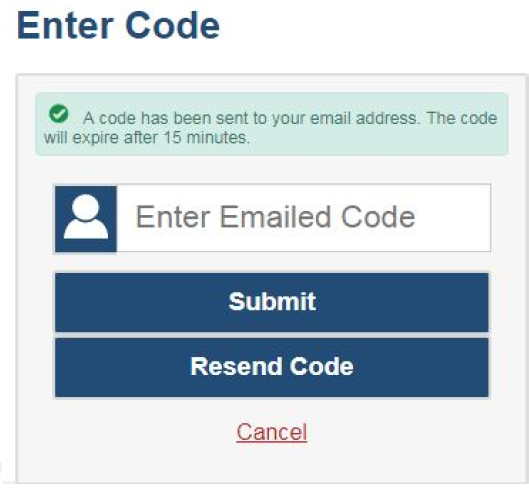 Enter Code
A code has been sent to your email address. The code
will expire after 15 minutes.
Enter Emailed Code
Submit
Resend Code
Cancel